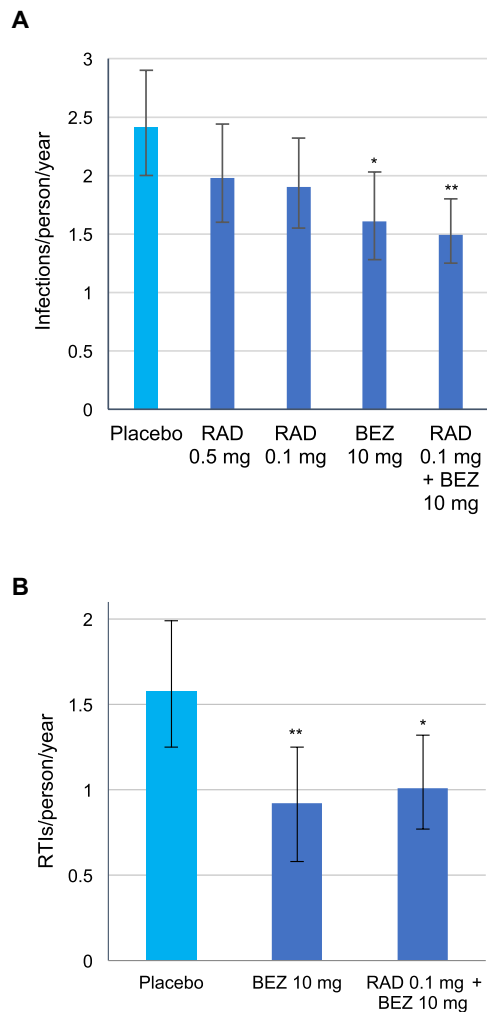 A
Infections/person/year
3
2.5
2
1.5
1
0.5
0
*
**
Placebo
RAD
0.5 mg
RAD
0.1 mg
BEZ
10 mg
RAD
0.1 mg
+ BEZ
10 mg
B
RTIs/person/year
2
1.5
1
0.5
0
**
*
Placebo
BEZ 10 mg
RAD 0.1 mg +
BEZ 10 mg